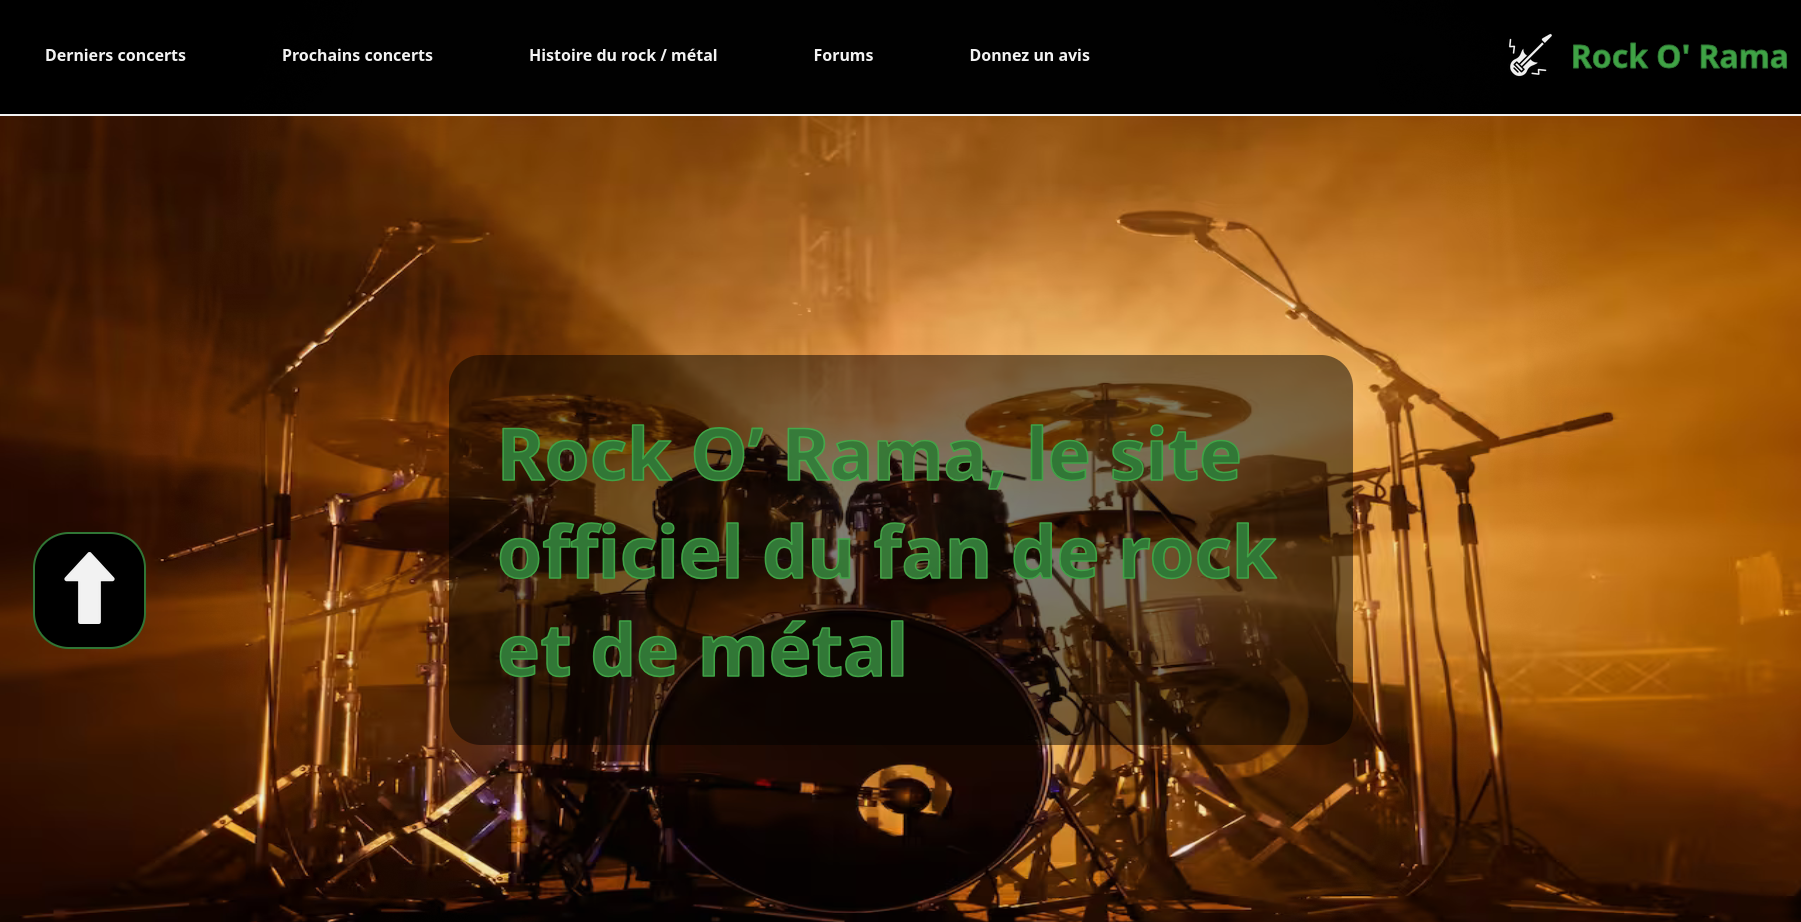 Derniers concerts
Prochains concerts
Histoire du rock / métal
Forums
Donnez un avis
Rock O' Rama
Rock O’ Rama, le site
officiel du fan de rock
et de métal